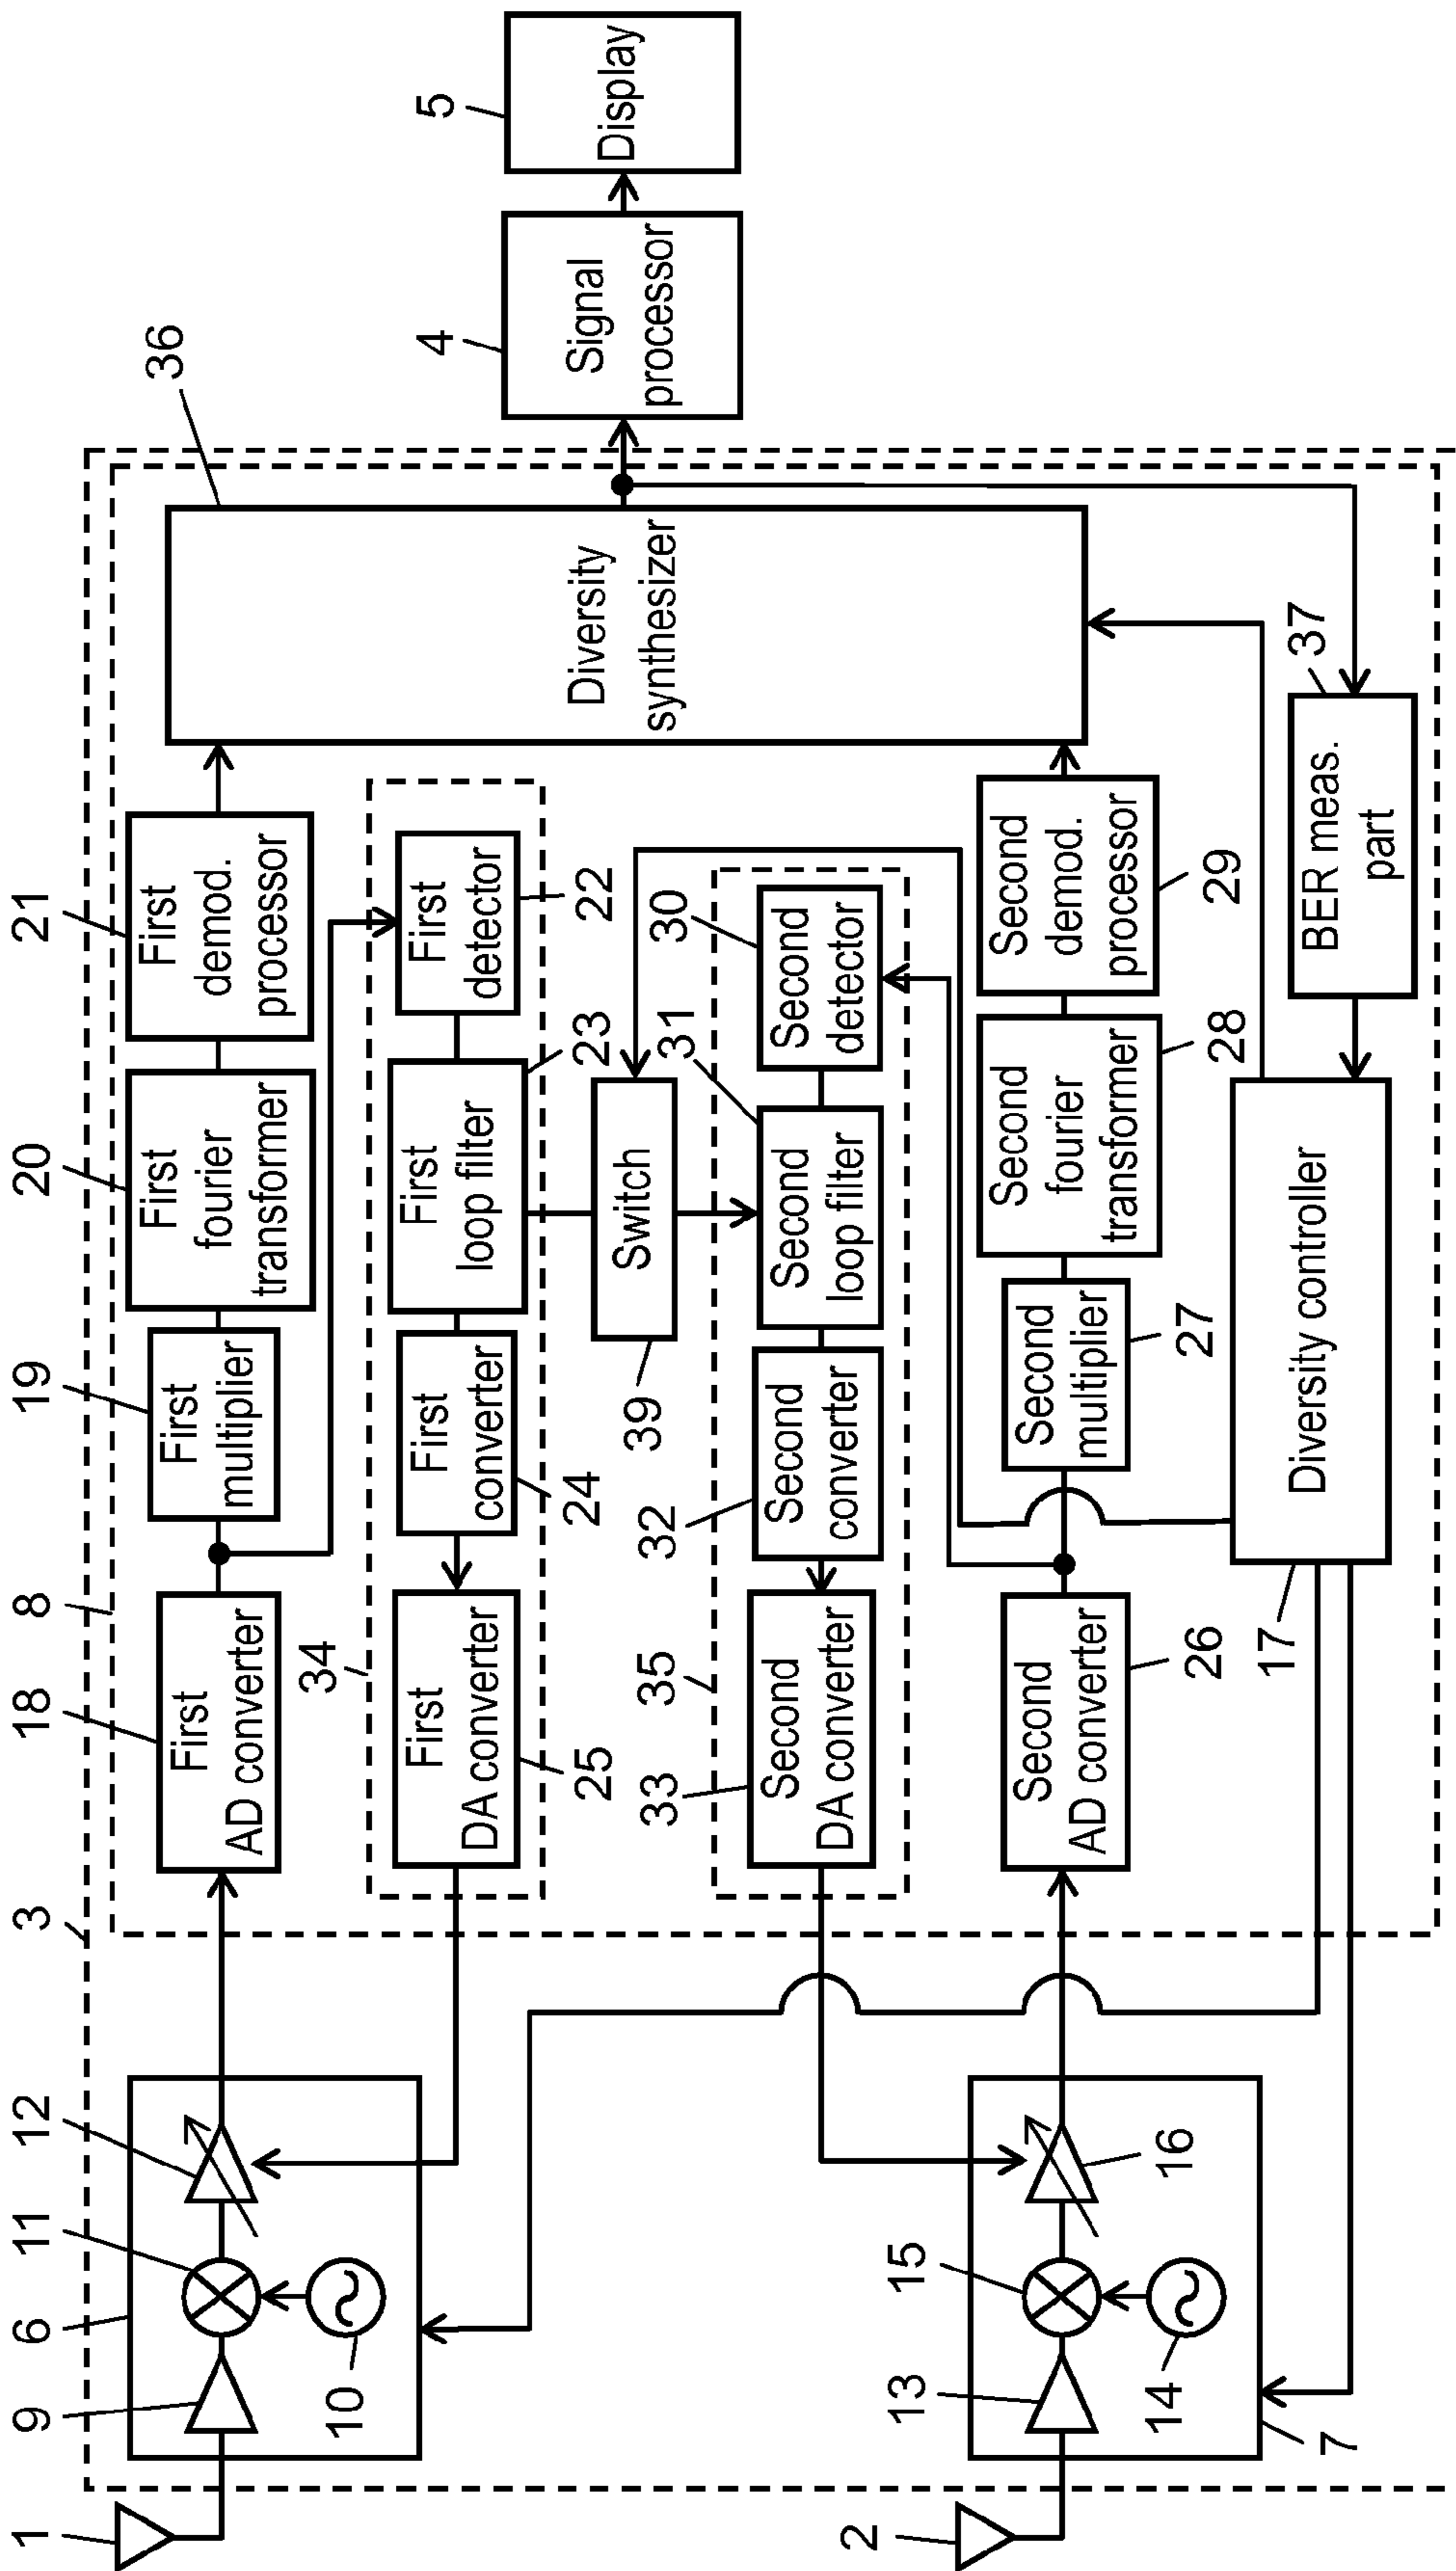 1
2
3
6
9
11
12
10
7
13
15
14
16
8
18
First
AD converter
19
First
multiplier
20
First
fourier
transformer
21
First
demod.
processor
34
First
DA converter
25
First
converter
24
First
loop filter
23
First
detector
22
Switch
39
35
33
Second
DA converter
32
Second
converter
31
Second
loop filter
30
Second
detector
Second
AD converter
26
Second
multiplier
27
Second
fourier
transformer
28
Second
demod.
processor
29
17
Diversity controller
BER meas.
part
37
36
Diversity
synthesizer
4
Signal
processor
5
Display